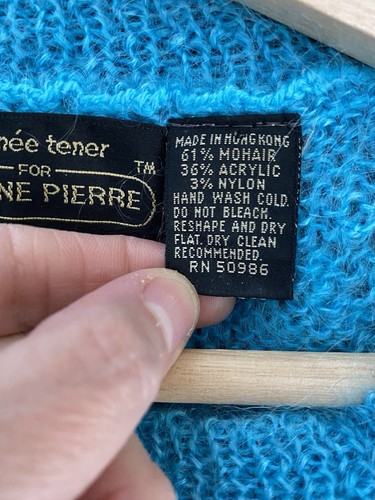 née tener
TM
FOR
NE PIERRE
MADE IN HONG KONG
61% MOHAIR
36% ACRYLIC
3% NYLON
HAND WASH COLD.
DO NOT BLEACH.
RESHAPE AND DRY
FLAT. DRY CLEAN
RECOMMENDED.
RN 50986